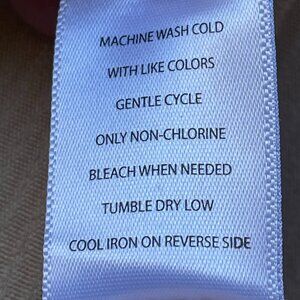 MACHINE WASH COLD
WITH LIKE COLORS
GENTLE CYCLE
ONLY NON-CHLORINE
BLEACH WHEN NEEDED
TUMBLE DRY LOW
COOL IRON ON REVERSE SIDE